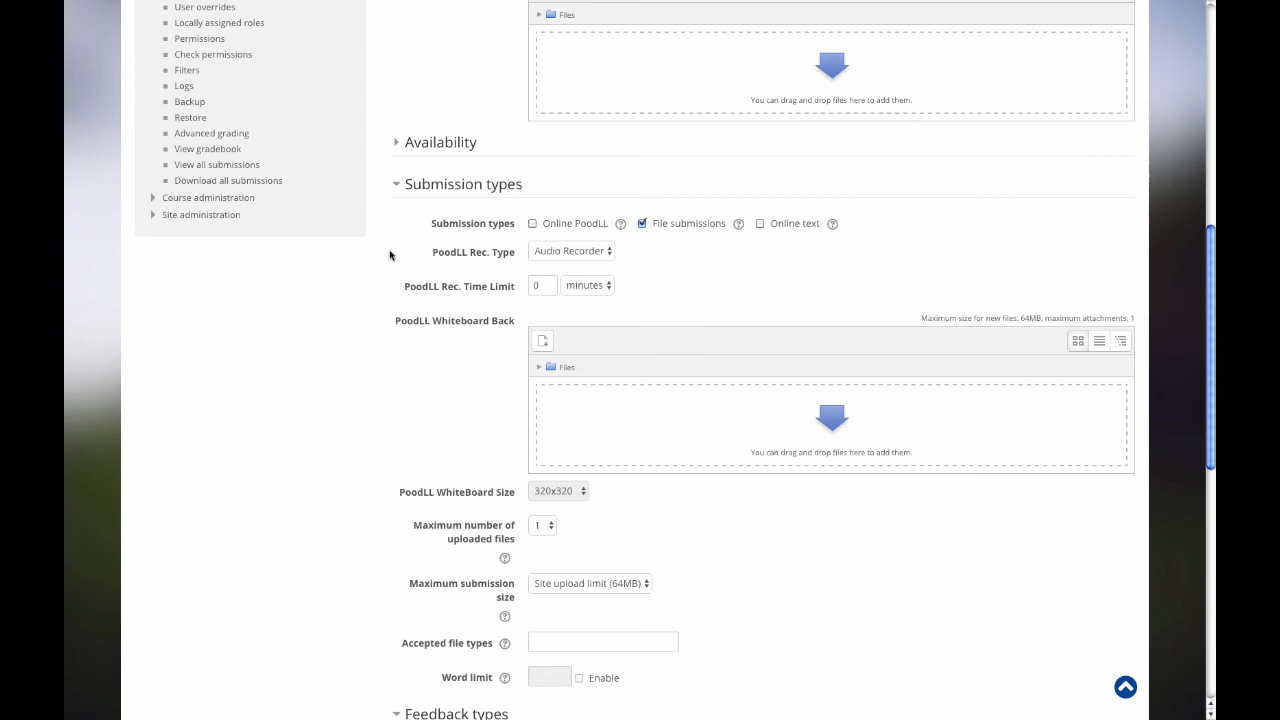 User overrides
Locally assigned roles
Permissions
Check permissions
Filters
Logs
Backup
Restore
Advanced grading
View gradebook
View all submissions
Download all submissions
Course administration
Site administration
Files
You can drag and drop files here to add them.
Availability
Submission types
Submission types Online PoodLL File submissions Online text
PoodLL Rec. Type Audio Recorder
PoodLL Rec. Time Limit 0 minutes
PoodLL Whiteboard Back Maximum size for new files: 64MB, maximum attachments: 1
Files
You can drag and drop files here to add them.
PoodLL WhiteBoard Size 320x320
Maximum number of 1
uploaded files
Maximum submission Site upload limit (64MB)
size
Accepted file types
Word limit Enable
Feedback types